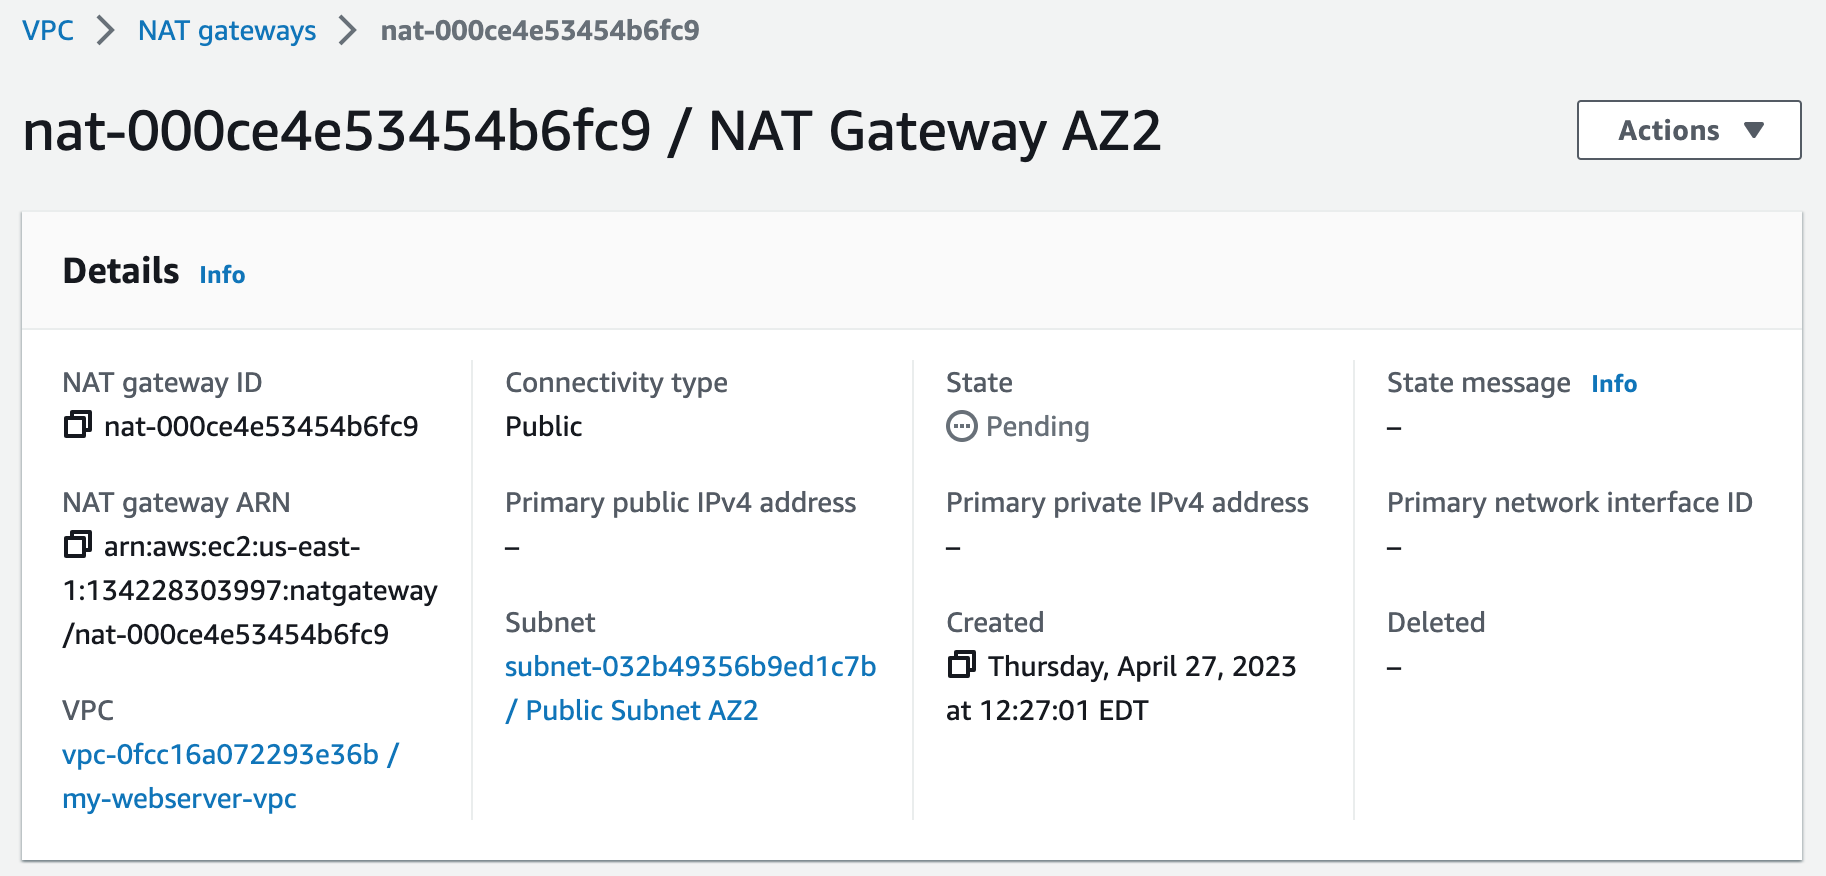 VPC > NAT gateways > nat-000ce4e53454b6fc9
nat-000ce4e53454b6fc9 / NAT Gateway AZ2
Actions
Details Info
NAT gateway ID
nat-000ce4e53454b6fc9
NAT gateway ARN
arn:aws:ec2:us-east-
1:134228303997:natgateway
/nat-000ce4e53454b6fc9
VPC
vpc-0fcc16a072293e36b /
my-webserver-vpc
Connectivity type
Public
Primary public IPv4 address
–
Subnet
subnet-032b49356b9ed1c7b
/ Public Subnet AZ2
State
Pending
Primary private IPv4 address
–
Created
Thursday, April 27, 2023
at 12:27:01 EDT
State message Info
–
Primary network interface ID
–
Deleted
–